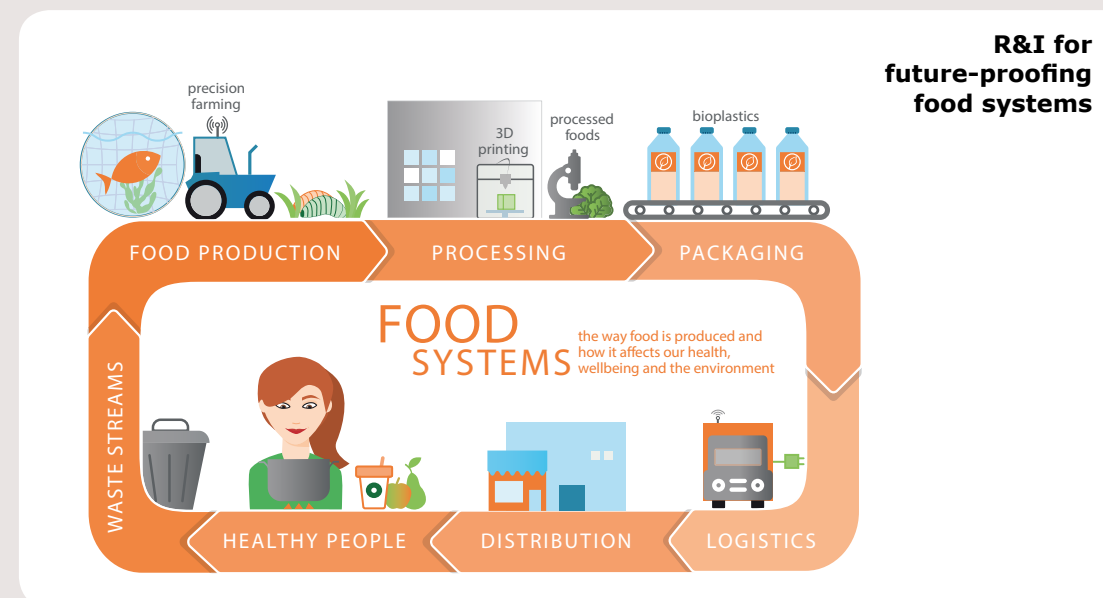 R&I for
future-proofing
food systems
precision
farming
3D
printing
processed
foods
bioplastics
FOOD PRODUCTION
PROCESSING
PACKAGING
FOOD
SYSTEMS
the way food is produced and
how it affects our health,
wellbeing and the environment
WASTE STREAMS
HEALTHY PEOPLE
DISTRIBUTION
LOGISTICS